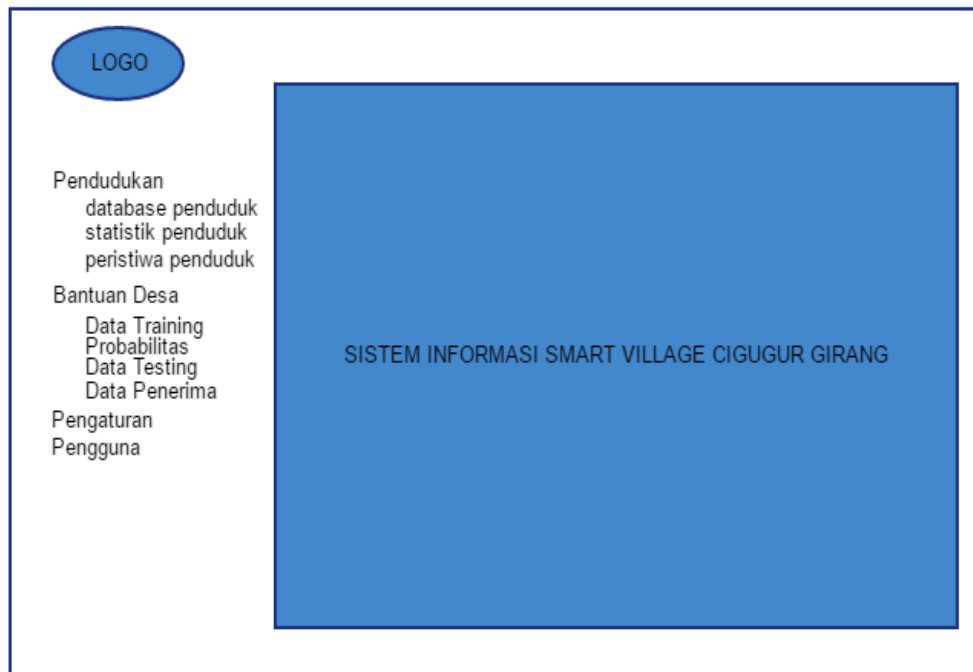 LOGO
Pendudukan
database penduduk
statistik penduduk
peristiwa penduduk
Bantuan Desa
Data Training
Probabilitas
Data Testing
Data Penerima
Pengaturan
Pengguna
SISTEM INFORMASI SMART VILLAGE CIGUGUR GIRANG